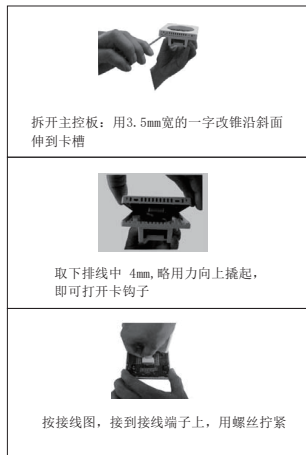 拆开主控板：用3.5mm宽的一字改锥沿斜面
伸到卡槽
取下排线中 4mm,略用力向上撬起，
即可打开卡钩子
按接线图，接到接线端子上，用螺丝拧紧